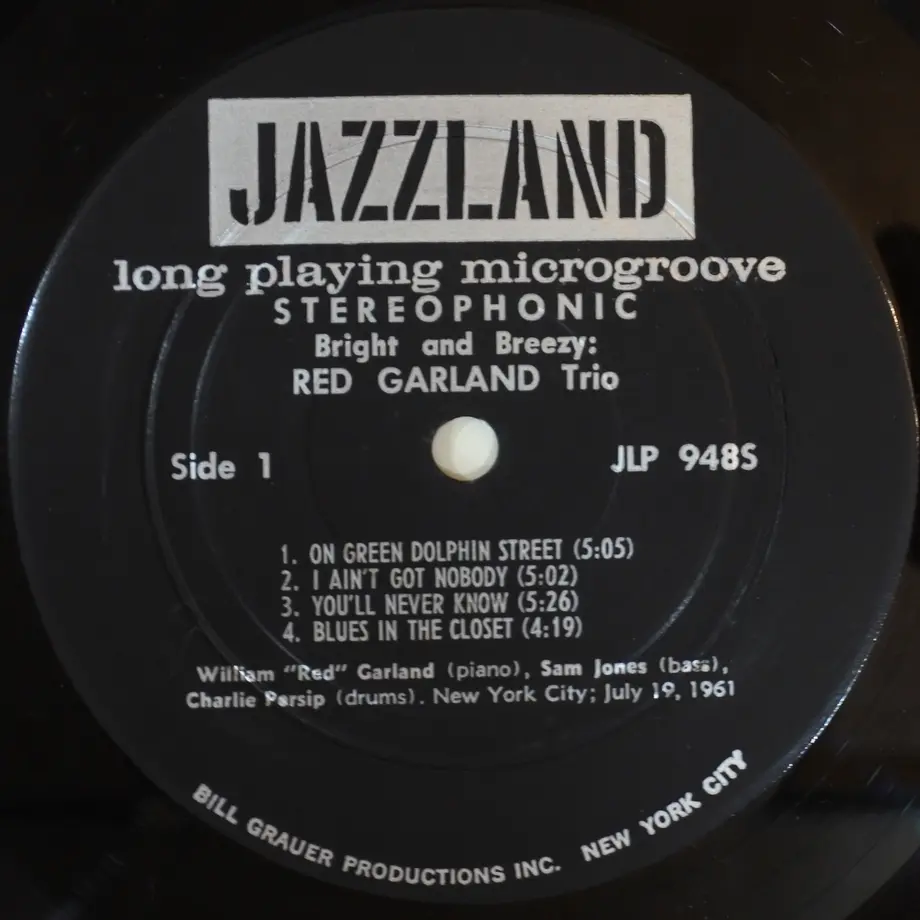 JAZZLAND
long playing microgroove
STEREOPHONIC
Bright and Breezy:
RED GARLAND Trio
Side 1
JLP 948S
1. ON GREEN DOLPHIN STREET (5:05)
2. I AIN'T GOT NOBODY (5:02)
3. YOU'LL NEVER KNOW (5:26)
4. BLUES IN THE CLOSET (4:19)
William "Red" Garland (piano), Sam Jones (bass),
Charlie Persip (drums). New York City; July 19, 1961
BILL GRAUER PRODUCTIONS INC. NEW YORK CITY